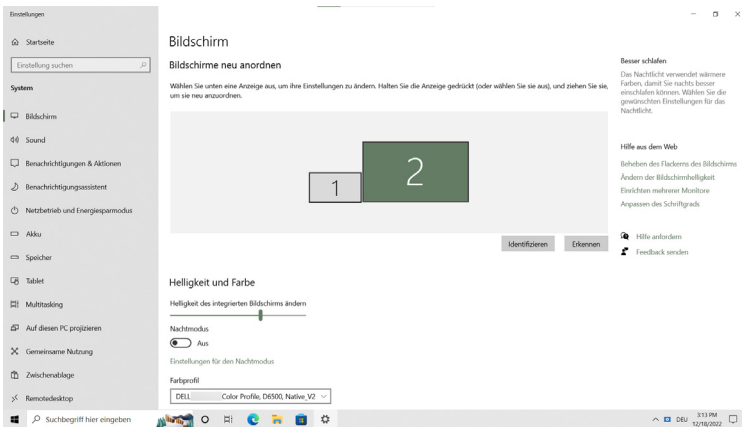 Einstellungen
Startseite
Einstellung suchen
System
Bildschirm
Sound
Benachrichtigungen & Aktionen
Benachrichtigungsassistent
Netzbetrieb und Energiesparmodus
Akku
Speicher
Tablet
Multitasking
Auf diesen PC projizieren
Gemeinsame Nutzung
Zwischenablage
Remotedesktop
Bildschirm
Bildschirme neu anordnen
Wählen Sie unten eine Anzeige aus, um ihre Einstellungen zu ändern. Halten Sie die Anzeige gedrückt (oder wählen Sie sie aus), und ziehen Sie sie,
um sie neu anzuordnen.
1
2
Identifizieren
Erkennen
Helligkeit und Farbe
Helligkeit des integrierten Bildschirms ändern
Nachtmodus
Aus
Einstellungen für den Nachtmodus
Farbprofil
DELL Color Profile, D6500, Native_V2
Besser schlafen
Das Nachtlicht verwendet wärmere
Farben, damit Sie nachts besser
einschlafen können. Wählen Sie die
gewünschten Einstellungen für das
Nachtlicht.
Hilfe aus dem Web
Beheben des Flackerns des Bildschirms
Ändern der Bildschirmhelligkeit
Einrichten mehrerer Monitore
Anpassen des Schriftgrads
Hilfe anfordern
Feedback senden
Suchbegriff hier eingeben
DEU
3:13 PM
12/18/2022